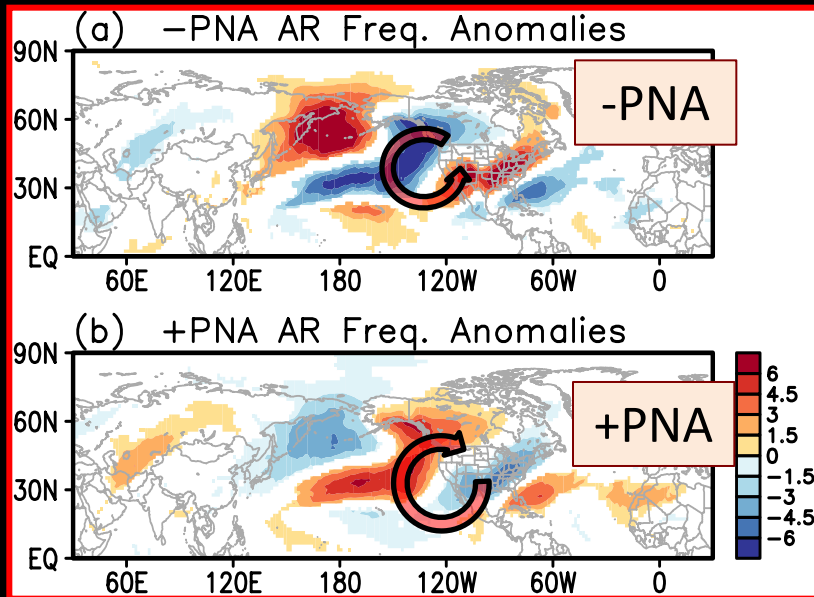 (a) −PNA AR Freq. Anomalies
-PNA
90N
60N
30N
EQ
60E 120E 180 120W 60W 0
(b) +PNA AR Freq. Anomalies
+PNA
90N
60N
30N
EQ
60E 120E 180 120W 60W 0
6
4.5
3
1.5
0
−1.5
−3
−4.5
−6